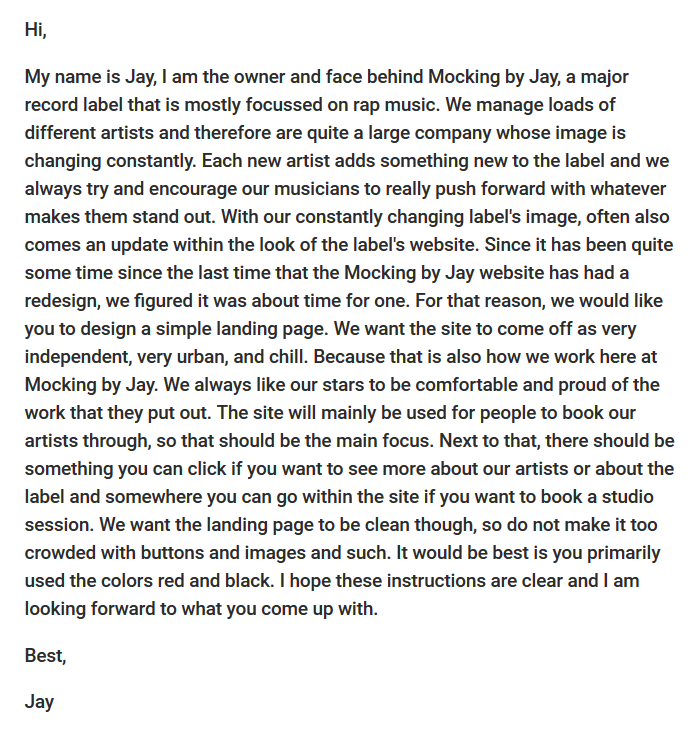 Hi,
My name is Jay, I am the owner and face behind Mocking by Jay, a major
record label that is mostly focussed on rap music. We manage loads of
different artists and therefore are quite a large company whose image is
changing constantly. Each new artist adds something new to the label and we
always try and encourage our musicians to really push forward with whatever
makes them stand out. With our constantly changing label's image, often also
comes an update within the look of the label's website. Since it has been quite
some time since the last time that the Mocking by Jay website has had a
redesign, we figured it was about time for one. For that reason, we would like
you to design a simple landing page. We want the site to come off as very
independent, very urban, and chill. Because that is also how we work here at
Mocking by Jay. We always like our stars to be comfortable and proud of the
work that they put out. The site will mainly be used for people to book our
artists through, so that should be the main focus. Next to that, there should be
something you can click if you want to see more about our artists or about the
label and somewhere you can go within the site if you want to book a studio
session. We want the landing page to be clean though, so do not make it too
crowded with buttons and images and such. It would be best is you primarily
used the colors red and black. I hope these instructions are clear and I am
looking forward to what you come up with.
Best,
Jay